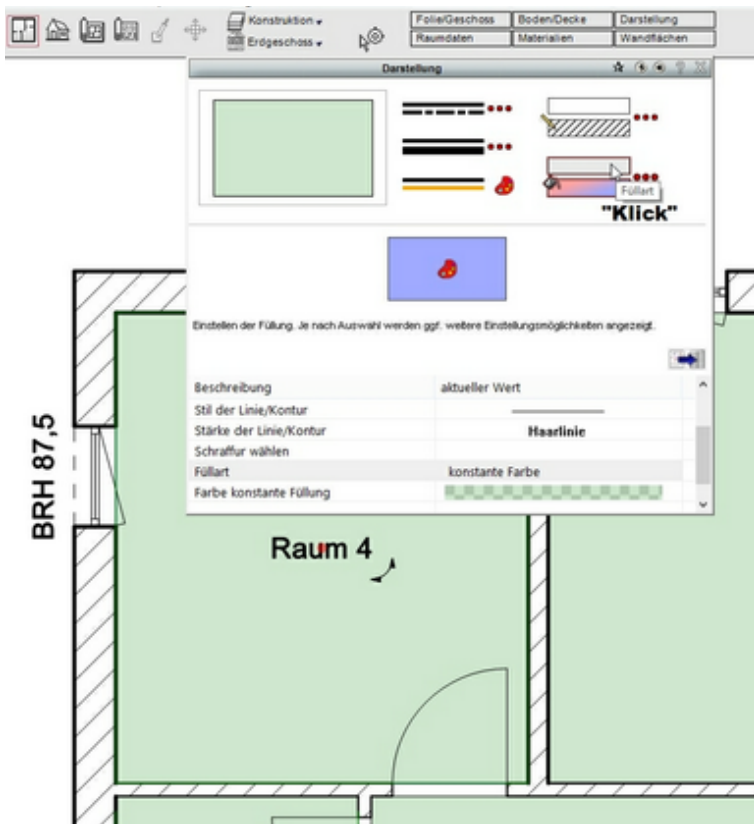 Konstruktion
Folie/Geschoss
Boden/Decke
Darstellung
Erdgeschoss
Raumdaten
Materialien
Wandflächen
Darstellung
Füllart
"Klick"
Einstellen der Füllung. Je nach Auswahl werden ggf. weitere Einstellungsmöglichkeiten angezeigt.
Beschreibung aktueller Wert
Stil der Linie/Kontur
Stärke der Linie/Kontur Haarlinie
Schraffur wählen
Füllart konstante Farbe
Farbe konstante Füllung
BRH 87,5
Raum 4